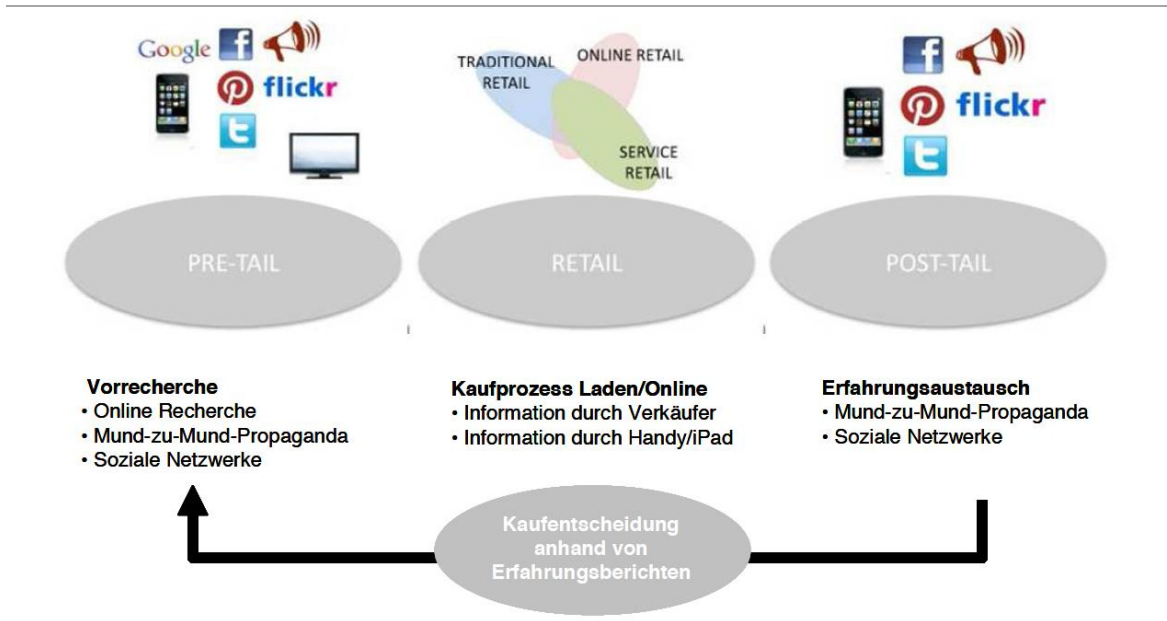 Google
flickr
TRADITIONAL
RETAIL
ONLINE RETAIL
SERVICE
RETAIL
flickr
PRE-TAIL
RETAIL
POST-TAIL
Vorrecherche
• Online Recherche
• Mund-zu-Mund-Propaganda
• Soziale Netzwerke
Kaufprozess Laden/Online
• Information durch Verkäufer
• Information durch Handy/iPad
Erfahrungsaustausch
• Mund-zu-Mund-Propaganda
• Soziale Netzwerke
Kaufentscheidung
anhand von
Erfahrungsberichten